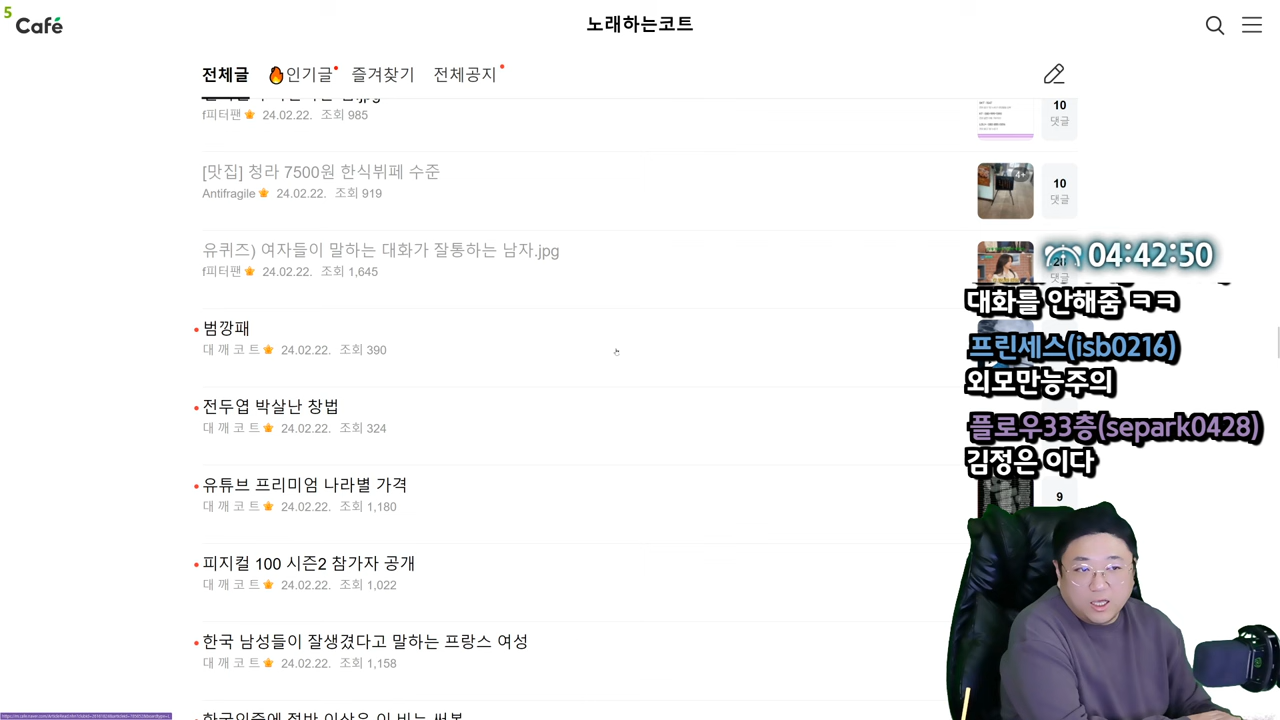 5
Café
노래하는코트
전체글
인기글
즐겨찾기
전체공지
f피터팬 24.02.22. 조회 985
10
댓글
[맛집] 청라 7500원 한식뷔페 수준
Antifragile 24.02.22. 조회 919
10
댓글
유퀴즈) 여자들이 말하는 대화가 잘통하는 남자.jpg
f피터팬 24.02.22. 조회 1,645
댓글
04:42:50
대화를 안해줌 ㅋㅋ
범깡패
대 깨 코 트 24.02.22. 조회 390
프린세스(isb0216)
외모만능주의
전두엽 박살난 창법
대 깨 코 트 24.02.22. 조회 324
플로우33층(separk0428)
김정은 이다
유튜브 프리미엄 나라별 가격
대 깨 코 트 24.02.22. 조회 1,180
9
피지컬 100 시즌2 참가자 공개
대 깨 코 트 24.02.22. 조회 1,022
한국 남성들이 잘생겼다고 말하는 프랑스 여성
대 깨 코 트 24.02.22. 조회 1,158